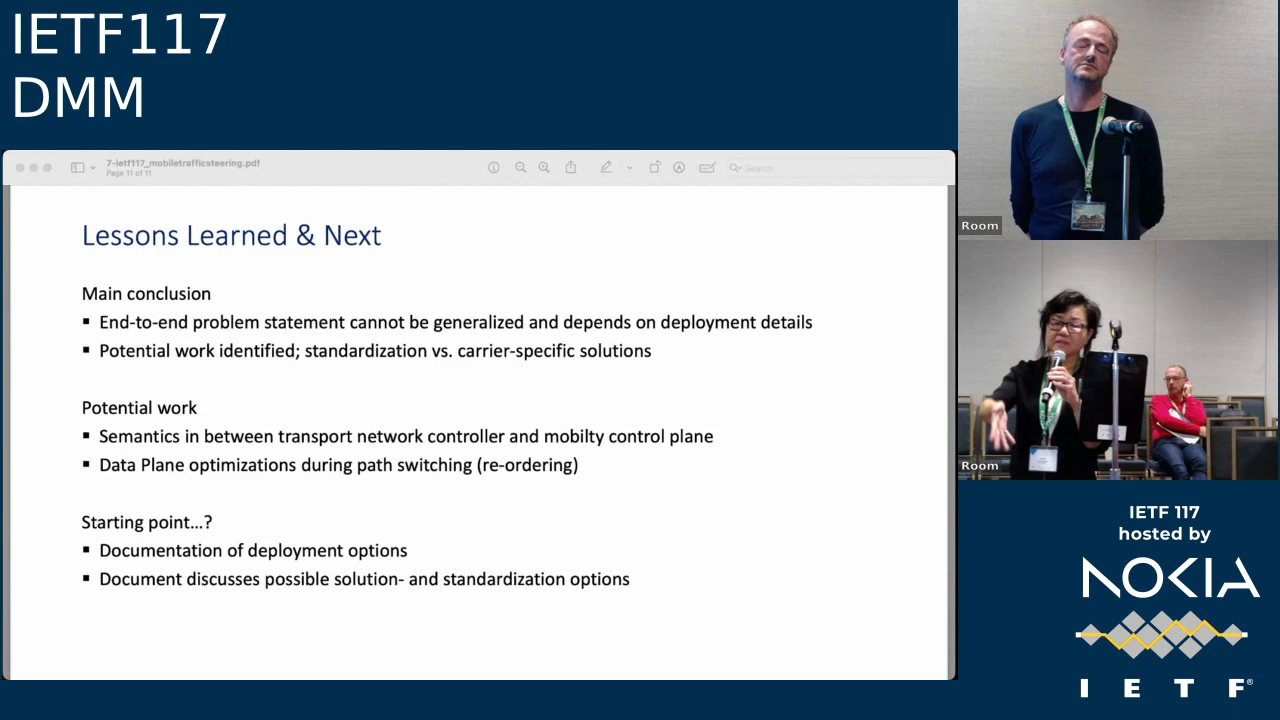 IETF117
DMM
7-ietf117_mobiletrafficsteering.pdf
Page 11 of 11
Search
Lessons Learned & Next
Main conclusion
▪ End-to-end problem statement cannot be generalized and depends on deployment details
▪ Potential work identified; standardization vs. carrier-specific solutions
Potential work
▪ Semantics in between transport network controller and mobilty control plane
▪ Data Plane optimizations during path switching (re-ordering)
Starting point…?
▪ Documentation of deployment options
▪ Document discusses possible solution- and standardization options
Room
Room
IETF 117
hosted by
NOKIA
I E T F®